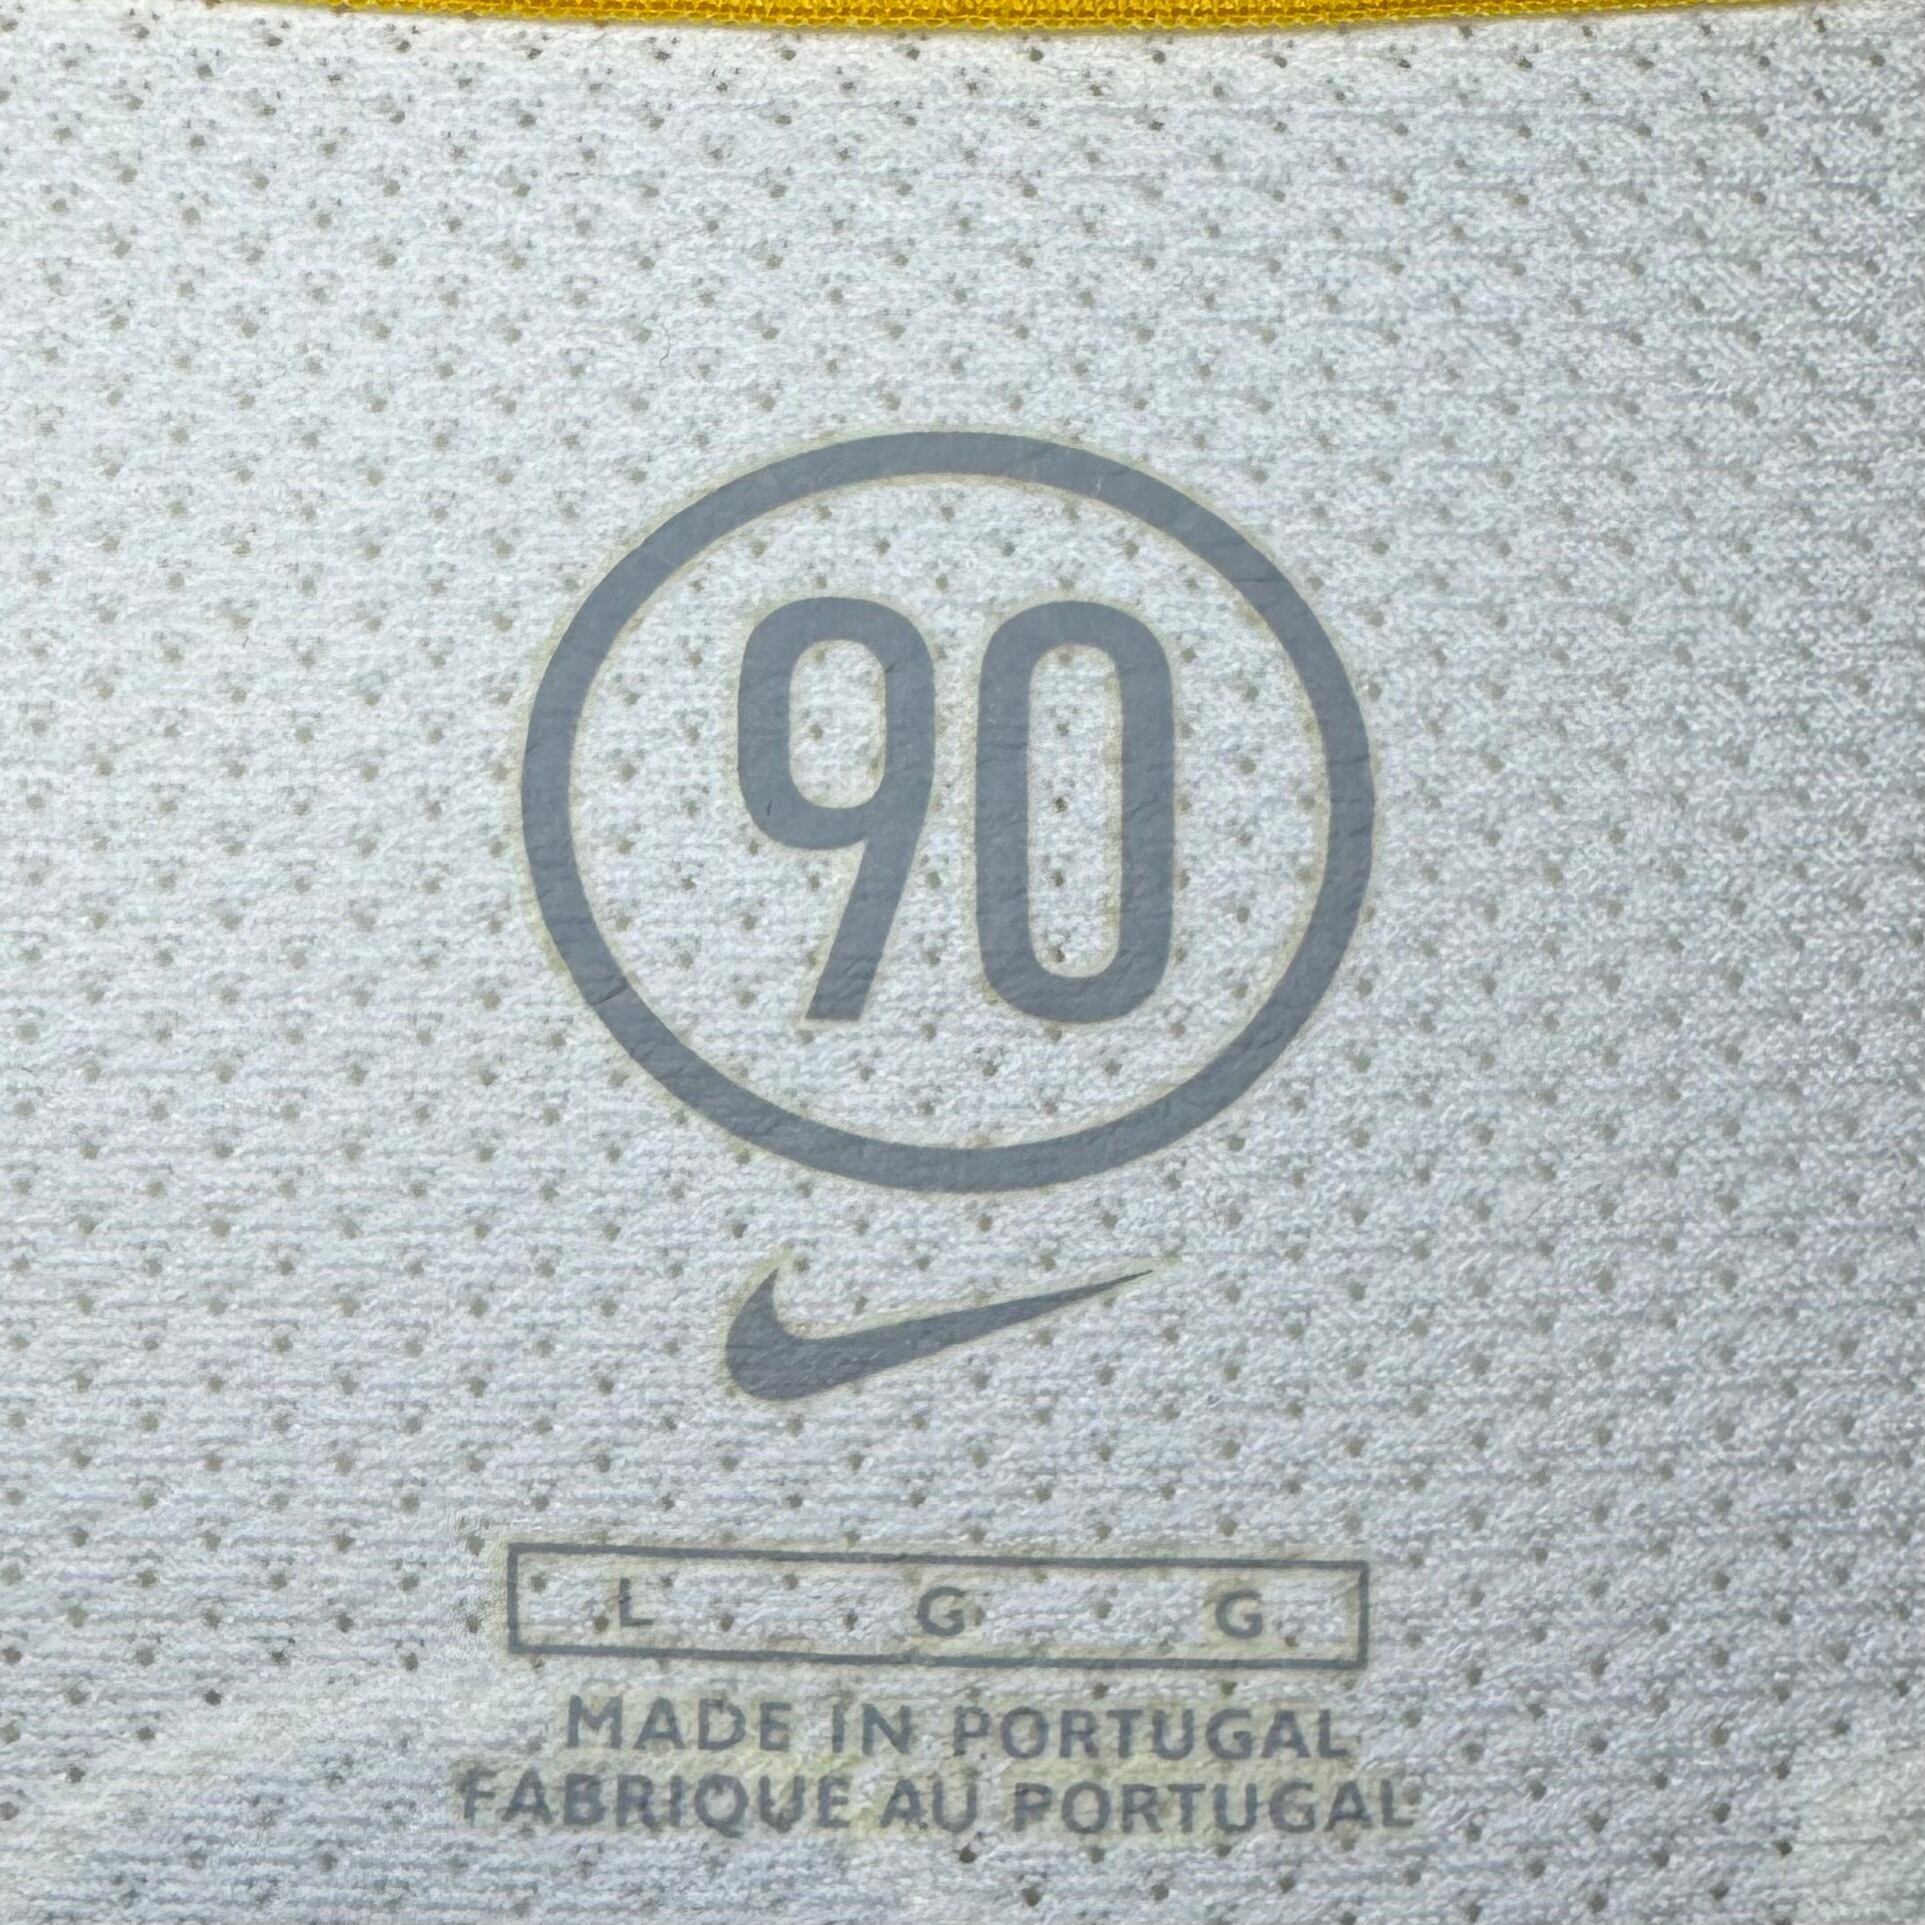 90
L G G
MADE IN PORTUGAL
FABRIQUE AU PORTUGAL